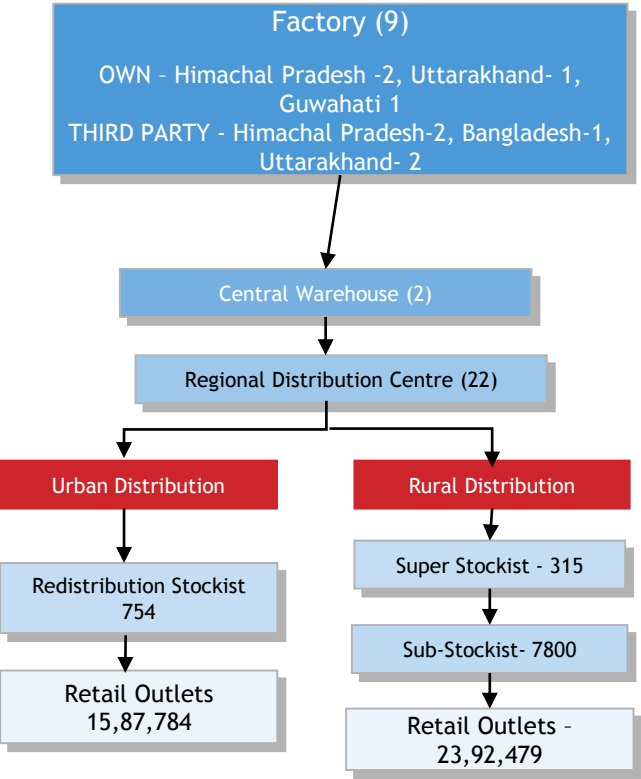 Factory (9)
OWN – Himachal Pradesh -2, Uttarakhand- 1,
Guwahati 1
THIRD PARTY - Himachal Pradesh-2, Bangladesh-1,
Uttarakhand- 2
Central Warehouse (2)
Regional Distribution Centre (22)
Urban Distribution
Redistribution Stockist
754
Retail Outlets
15,87,784
Rural Distribution
Super Stockist - 315
Sub-Stockist- 7800
Retail Outlets –
23,92,479